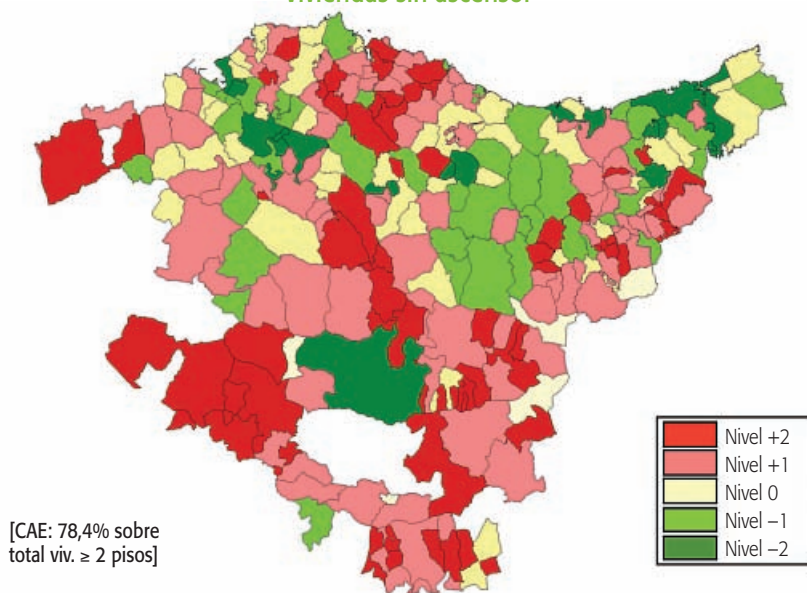 Viviendas sin ascensor
Nivel +2
Nivel +1
Nivel 0
Nivel –1
Nivel –2
[CAE: 78,4% sobre
total viv. ≥ 2 pisos]